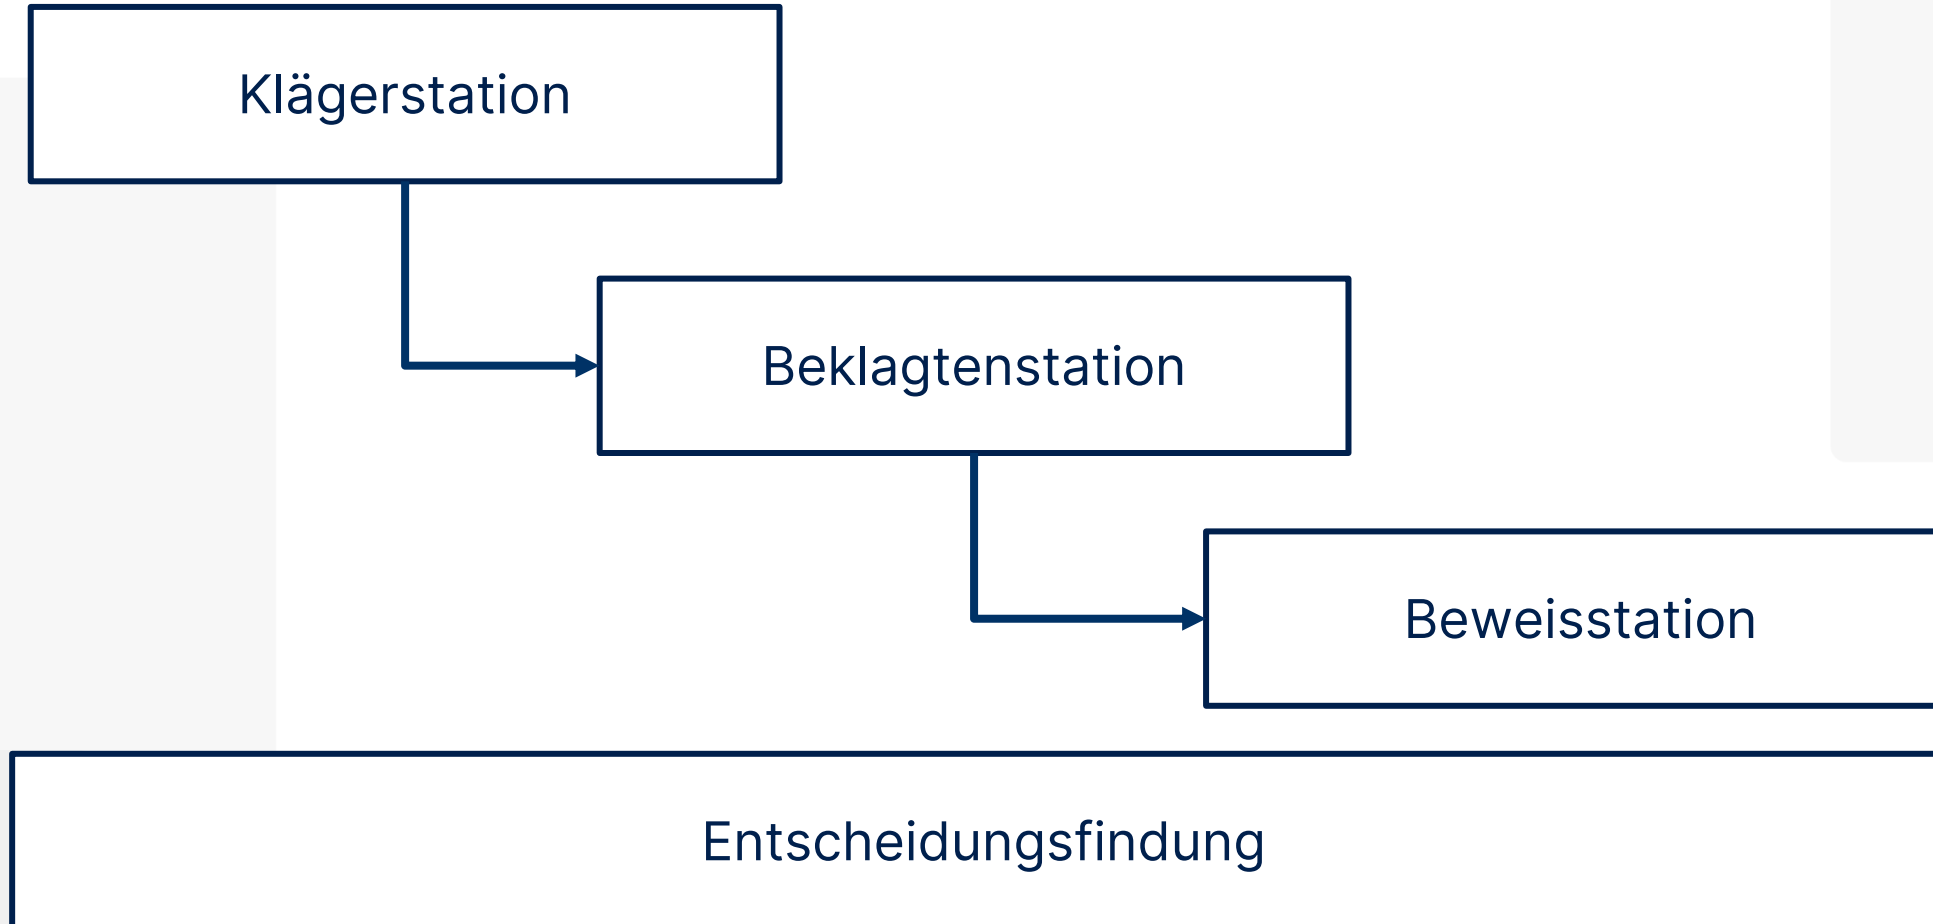 Klägerstation
Beklagtenstation
Beweisstation
Entscheidungsfindung